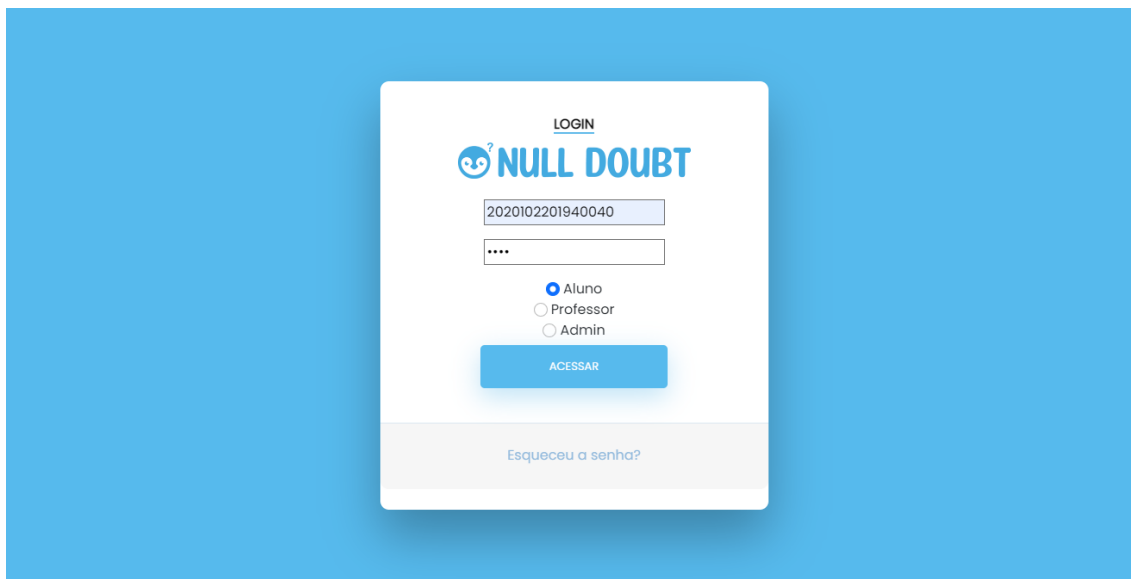 LOGIN
? NULL DOUBT
2020102201940040
••••
Aluno
Professor
Admin
ACESSAR
Esqueceu a senha?